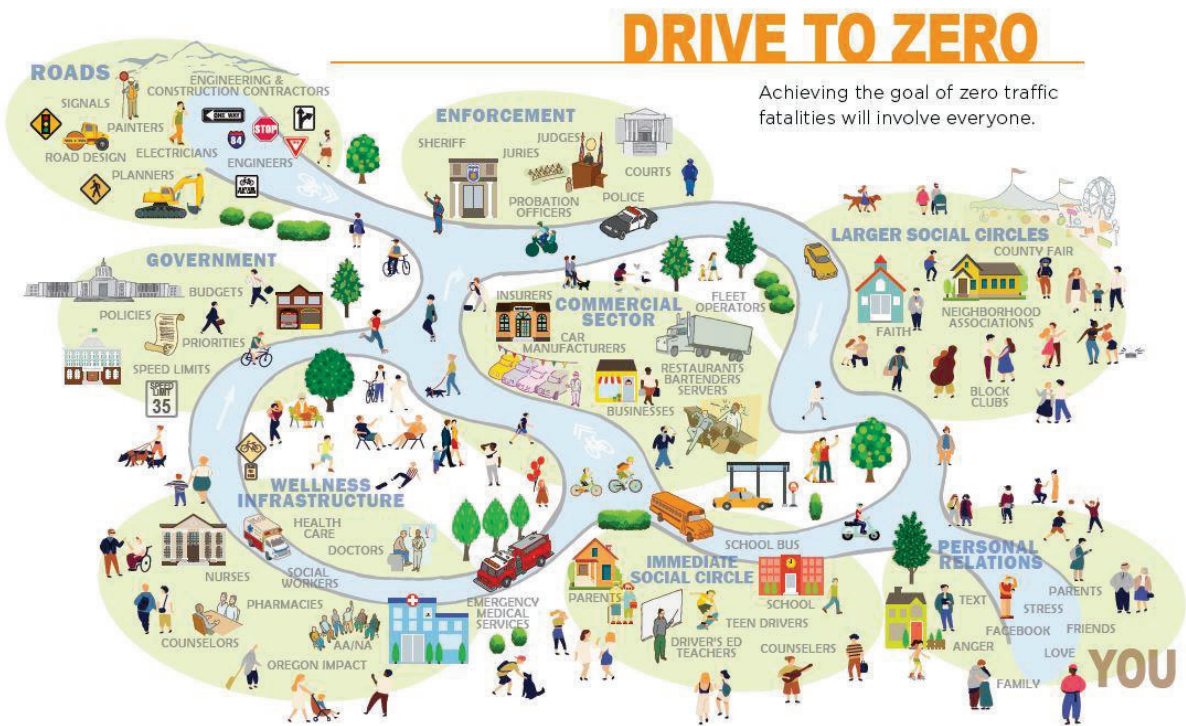 DRIVE TO ZERO
Achieving the goal of zero traffic
fatalities will involve everyone.
ROADS
ENGINEERING &
CONSTRUCTION CONTRACTORS
SIGNALS
PAINTERS
ROAD DESIGN
ELECTRICIANS
ENGINEERS
PLANNERS
ONE WAY
STOP
84
ENFORCEMENT
SHERIFF
JUDGES
JURIES
COURTS
PROBATION
OFFICERS
POLICE
LARGER SOCIAL CIRCLES
COUNTY FAIR
FAITH
NEIGHBORHOOD
ASSOCIATIONS
BLOCK
CLUBS
GOVERNMENT
BUDGETS
POLICIES
PRIORITIES
SPEED LIMITS
SPEED
LIMIT
35
COMMERCIAL
SECTOR
INSURERS
FLEET
OPERATORS
CAR
MANUFACTURERS
RESTAURANTS
BARTENDERS
SERVERS
BUSINESSES
WELLNESS
INFRASTRUCTURE
HEALTH
CARE
DOCTORS
NURSES
SOCIAL
WORKERS
PHARMACIES
COUNSELORS
AA/NA
OREGON IMPACT
EMERGENCY
MEDICAL
SERVICES
IMMEDIATE
SOCIAL CIRCLE
SCHOOL BUS
PARENTS
SCHOOL
TEEN DRIVERS
DRIVER'S ED
TEACHERS
COUNSELERS
PERSONAL
RELATIONS
PARENTS
TEXT
STRESS
FACEBOOK
FRIENDS
ANGER
LOVE
FAMILY
YOU